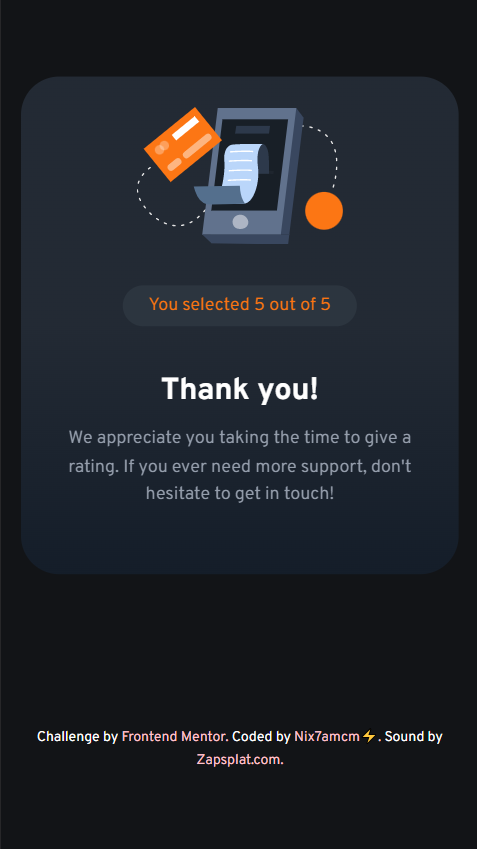 You selected 5 out of 5
Thank you!
We appreciate you taking the time to give a
rating. If you ever need more support, don't
hesitate to get in touch!
Challenge by Frontend Mentor. Coded by Nix7amcm⚡. Sound by
Zapsplat.com.